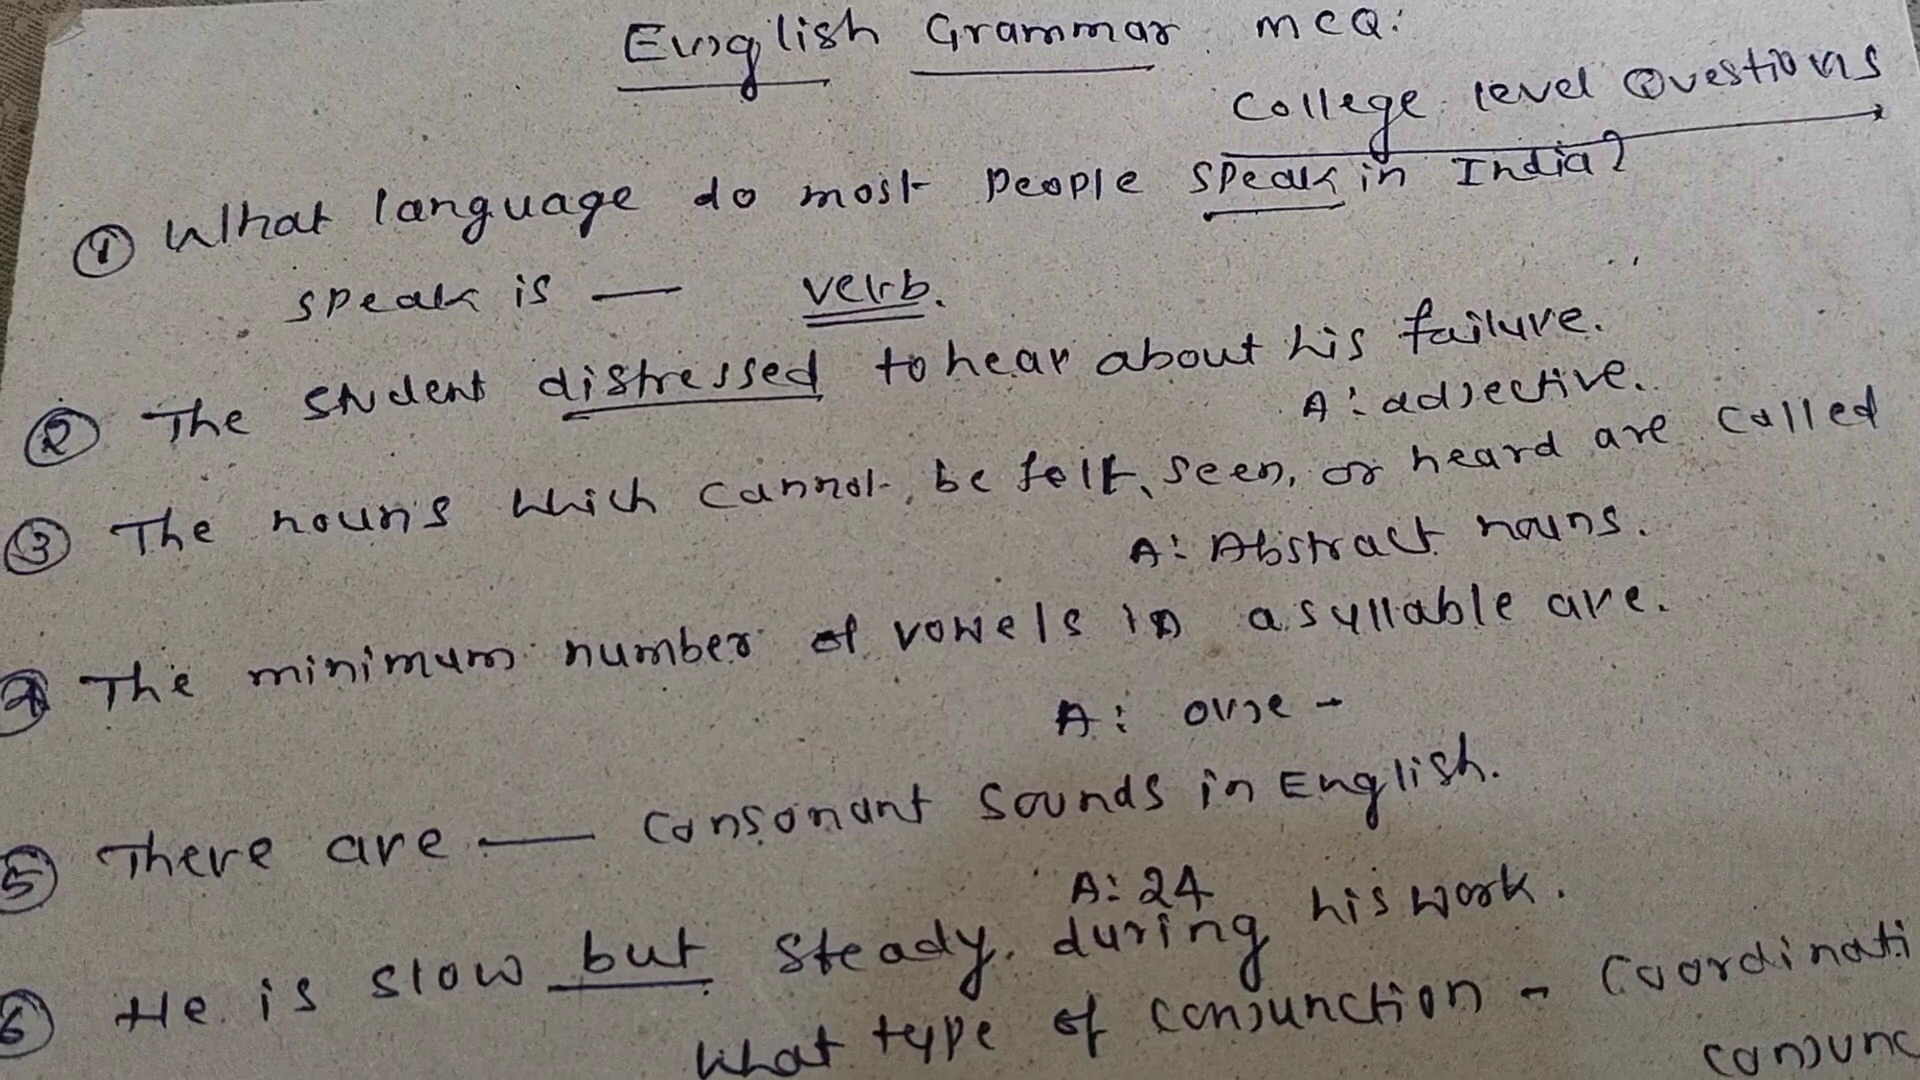 English Grammar MCQ:
College level Questions
① What language do most people speak in India?
speak is — verb.
② The student distressed to hear about his failure.
A: adjective.
③ The nouns which cannot be felt, seen, or heard are called
A: Abstract nouns.
④ The minimum number of vowels in a syllable are.
A: one -
⑤ There are — consonant sounds in English.
A: 24
⑥ He is slow but steady during his work.
What type of conjunction - Coordinati
conjunc